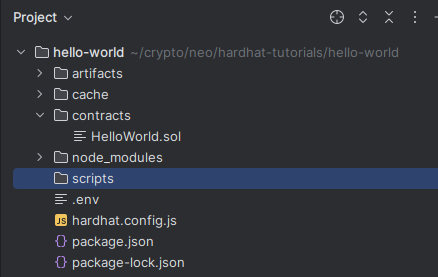 Project
hello-world ~/crypto/neo/hardhat-tutorials/hello-world
artifacts
cache
contracts
HelloWorld.sol
node_modules
scripts
.env
JS hardhat.config.js
package.json
package-lock.json